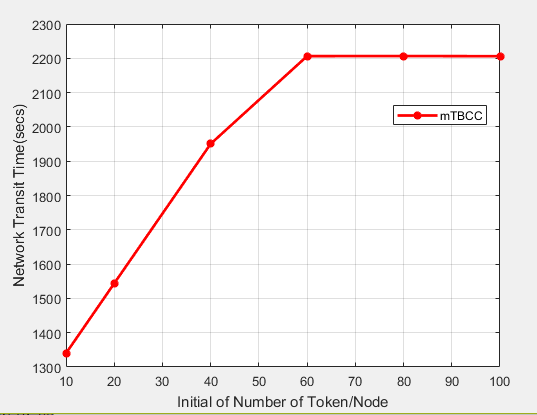 2300
2200
2100
2000
1900
1800
1700
1600
1500
1400
1300
Network Transit Time(secs)
mTBCC
10 20 30 40 50 60 70 80 90 100
Initial of Number of Token/Node